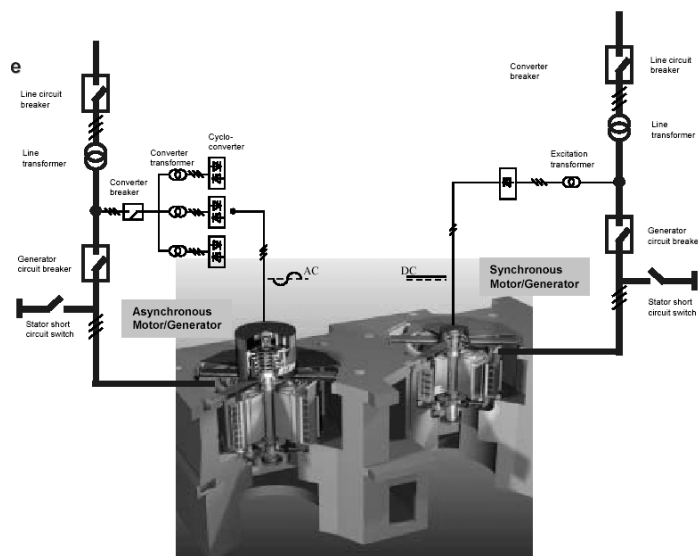 e
Line circuit
breaker
Line
transformer
Converter
breaker
Converter
transformer
Cyclo-
converter
Generator
circuit breaker
Stator short
circuit switch
Asynchronous
Motor/Generator
AC
DC
Synchronous
Motor/Generator
Converter
breaker
Line circuit
breaker
Line
transformer
Excitation
transformer
Generator
circuit breake
Stator short
circuit switch